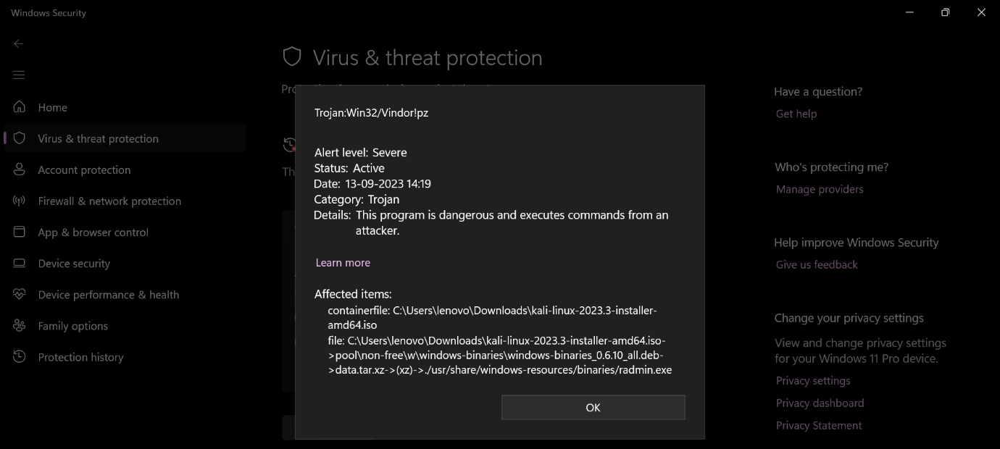 Windows Security
Virus & threat protection
Home
Virus & threat protection
Account protection
Firewall & network protection
App & browser control
Device security
Device performance & health
Family options
Protection history
Trojan:Win32/Vindor!pz
Alert level: Severe
Status: Active
Date: 13-09-2023 14:19
Category: Trojan
Details: This program is dangerous and executes commands from an
attacker.
Learn more
Affected items:
containerfile: C:\Users\lenovo\Downloads\kali-linux-2023.3-installer-
amd64.iso
file: C:\Users\lenovo\Downloads\kali-linux-2023.3-installer-amd64.iso-
>pool\non-free\w\windows-binaries\windows-binaries_0.6.10_all.deb-
>data.tar.xz->(xz)->./usr/share/windows-resources/binaries/radmin.exe
OK
Have a question?
Get help
Who's protecting me?
Manage providers
Help improve Windows Security
Give us feedback
Change your privacy settings
View and change privacy settings
for your Windows 11 Pro device.
Privacy settings
Privacy dashboard
Privacy Statement